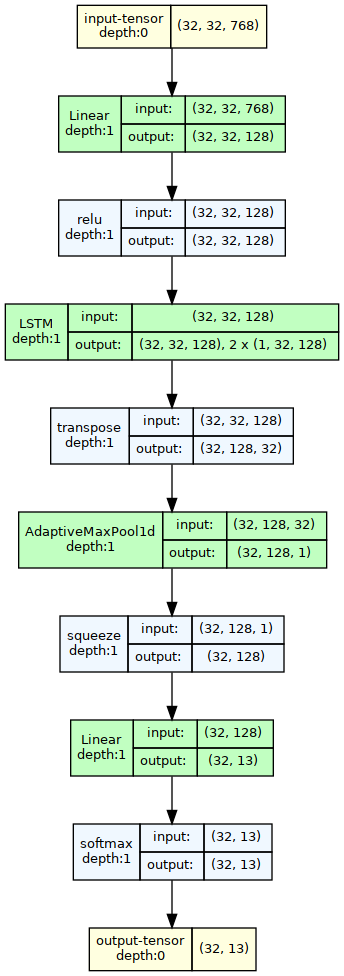 input-tensor
depth:0
(32, 32, 768)
Linear
depth:1
input:
(32, 32, 768)
output:
(32, 32, 128)
relu
depth:1
input:
(32, 32, 128)
output:
(32, 32, 128)
LSTM
depth:1
input:
(32, 32, 128)
output:
(32, 32, 128), 2 x (1, 32, 128)
transpose
depth:1
input:
(32, 32, 128)
output:
(32, 128, 32)
AdaptiveMaxPool1d
depth:1
input:
(32, 128, 32)
output:
(32, 128, 1)
squeeze
depth:1
input:
(32, 128, 1)
output:
(32, 128)
Linear
depth:1
input:
(32, 128)
output:
(32, 13)
softmax
depth:1
input:
(32, 13)
output:
(32, 13)
output-tensor
depth:0
(32, 13)